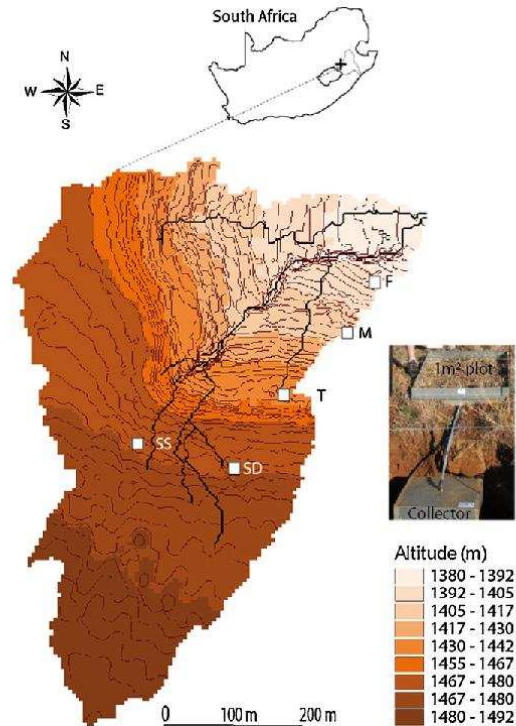 South Africa
N
W E
S
F
M
1m² plot
T
SS
SD
Collector
Altitude (m)
1380 - 1392
1392 - 1405
1405 - 1417
1417 - 1430
1430 - 1442
1455 - 1467
1467 - 1480
1467 - 1480
1480 - 1492
0 100 m 200 m